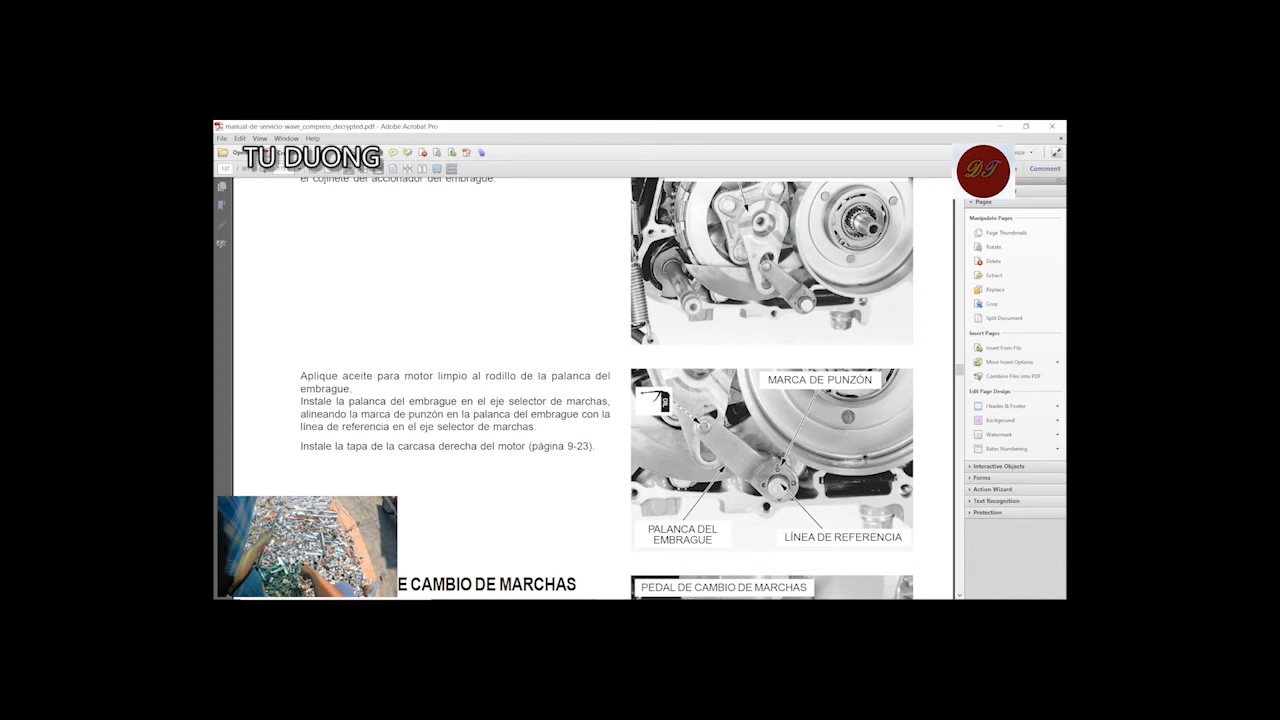 manual-de-servicio-wave_compress_decrypted.pdf - Adobe Acrobat Pro
File Edit View Window Help
TU DUONG
DT
Comment
el cojinete del accionador del embrague.
Aplique aceite para motor limpio al rodillo de la palanca del
embrague.
Instale la palanca del embrague en el eje selector de marchas,
alineando la marca de punzón en la palanca del embrague con la
línea de referencia en el eje selector de marchas.
Instale la tapa de la carcasa derecha del motor (página 9-23).
MARCA DE PUNZÓN
OIL
PALANCA DEL
EMBRAGUE
LÍNEA DE REFERENCIA
E CAMBIO DE MARCHAS
PEDAL DE CAMBIO DE MARCHAS
Pages
Manipulate Pages
Page Thumbnails
Rotate
Delete
Extract
Replace
Crop
Split Document
Insert Pages
Insert from File
More Insert Options
Combine Files into PDF
Edit Page Design
Header & Footer
Background
Watermark
Bates Numbering
Interactive Objects
Forms
Action Wizard
Text Recognition
Protection